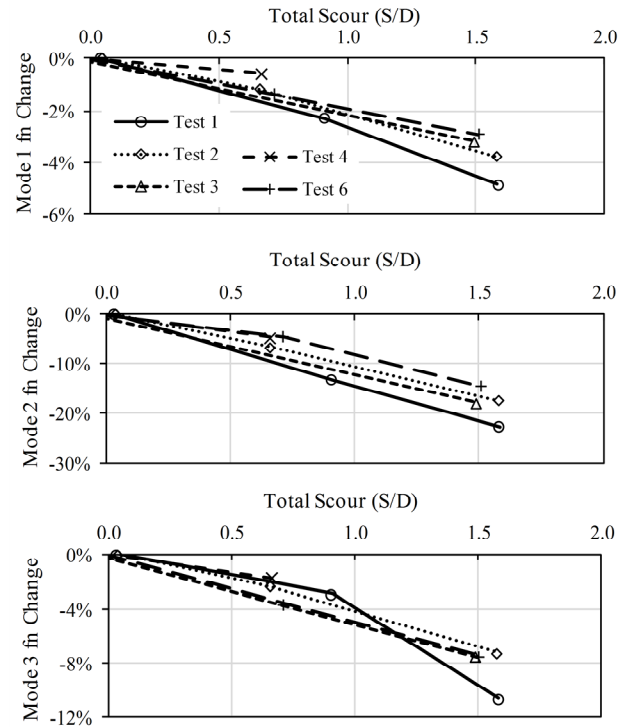 Total Scour (S/D)
0.0 0.5 1.0 1.5 2.0
0%
-2%
-4%
-6%
Mode 1 fn Change
Test 1
Test 2 Test 4
Test 3 Test 6
Total Scour (S/D)
0.0 0.5 1.0 1.5 2.0
0%
-10%
-20%
-30%
Mode 2 fn Change
Total Scour (S/D)
0.0 0.5 1.0 1.5 2.0
0%
-4%
-8%
-12%
Mode 3 fn Change